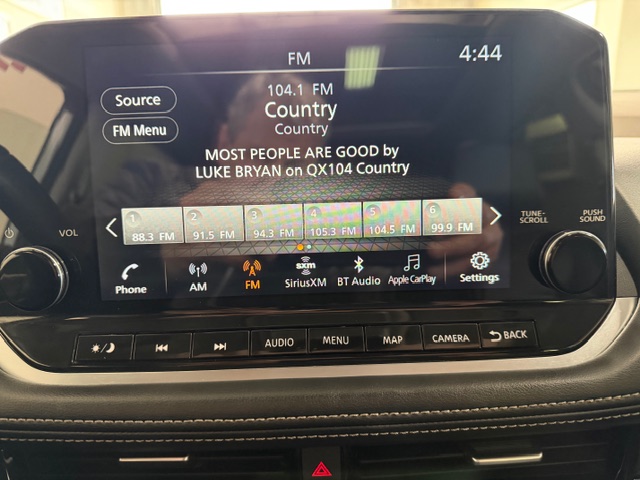 FM
4:44
Source
104.1 FM
Country
Country
FM Menu
MOST PEOPLE ARE GOOD by
LUKE BRYAN on QX104 Country
1 2 3 4 5 6
88.3 FM 91.5 FM 94.3 FM 105.3 FM 104.5 FM 99.9 FM
VOL
TUNE-
SCROLL
PUSH
SOUND
Phone
AM
FM
sxm
SiriusXM
BT Audio
Apple CarPlay
Settings
AUDIO
MENU
MAP
CAMERA
BACK